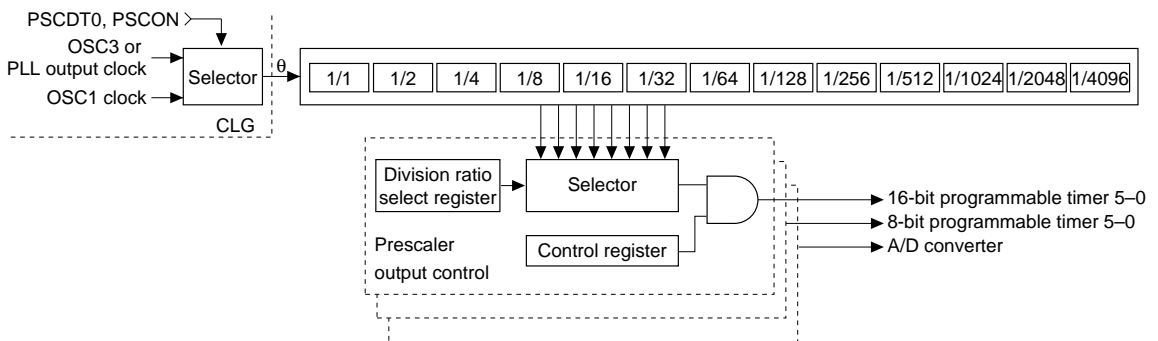 PSCDT0, PSCON
OSC3 or
PLL output clock
OSC1 clock
Selector
CLG
θ
1/1 1/2 1/4 1/8 1/16 1/32 1/64 1/128 1/256 1/512 1/1024 1/2048 1/4096
Division ratio
select register
Selector
Control register
Prescaler
output control
16-bit programmable timer 5–0
8-bit programmable timer 5–0
A/D converter